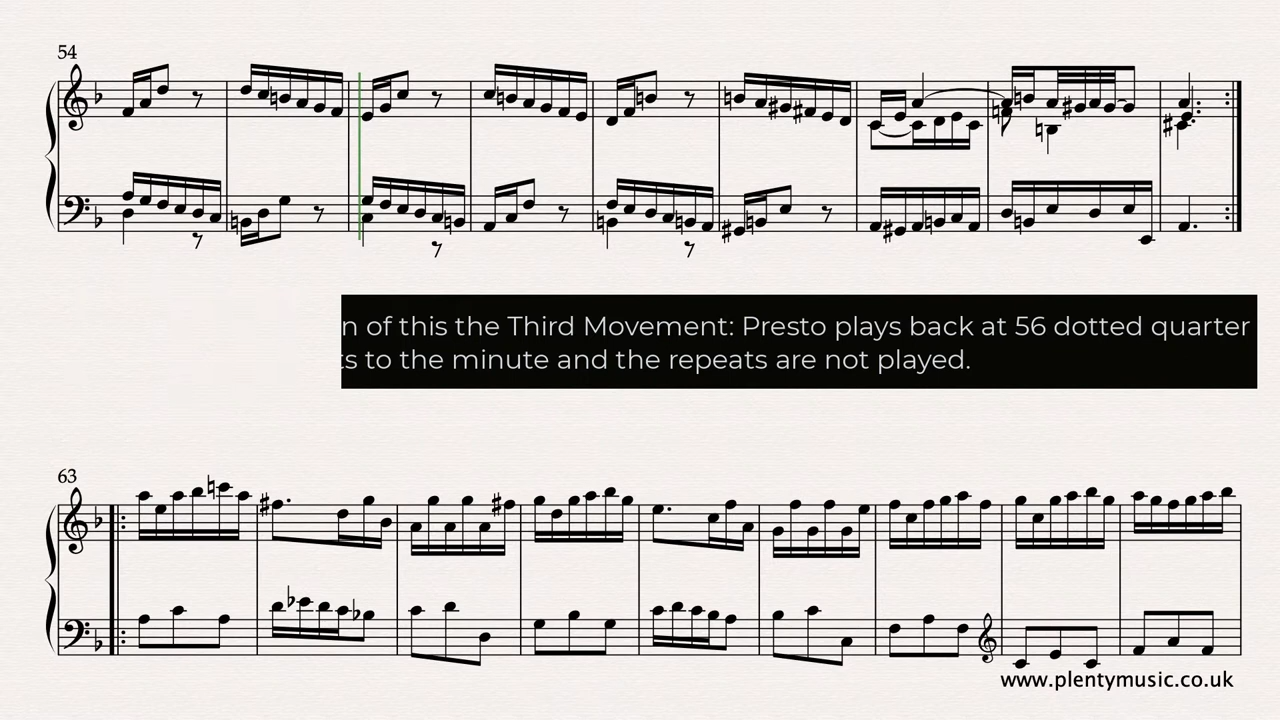 54
n of this the Third Movement: Presto plays back at 56 dotted quarter
s to the minute and the repeats are not played.
63
www.plentymusic.co.uk